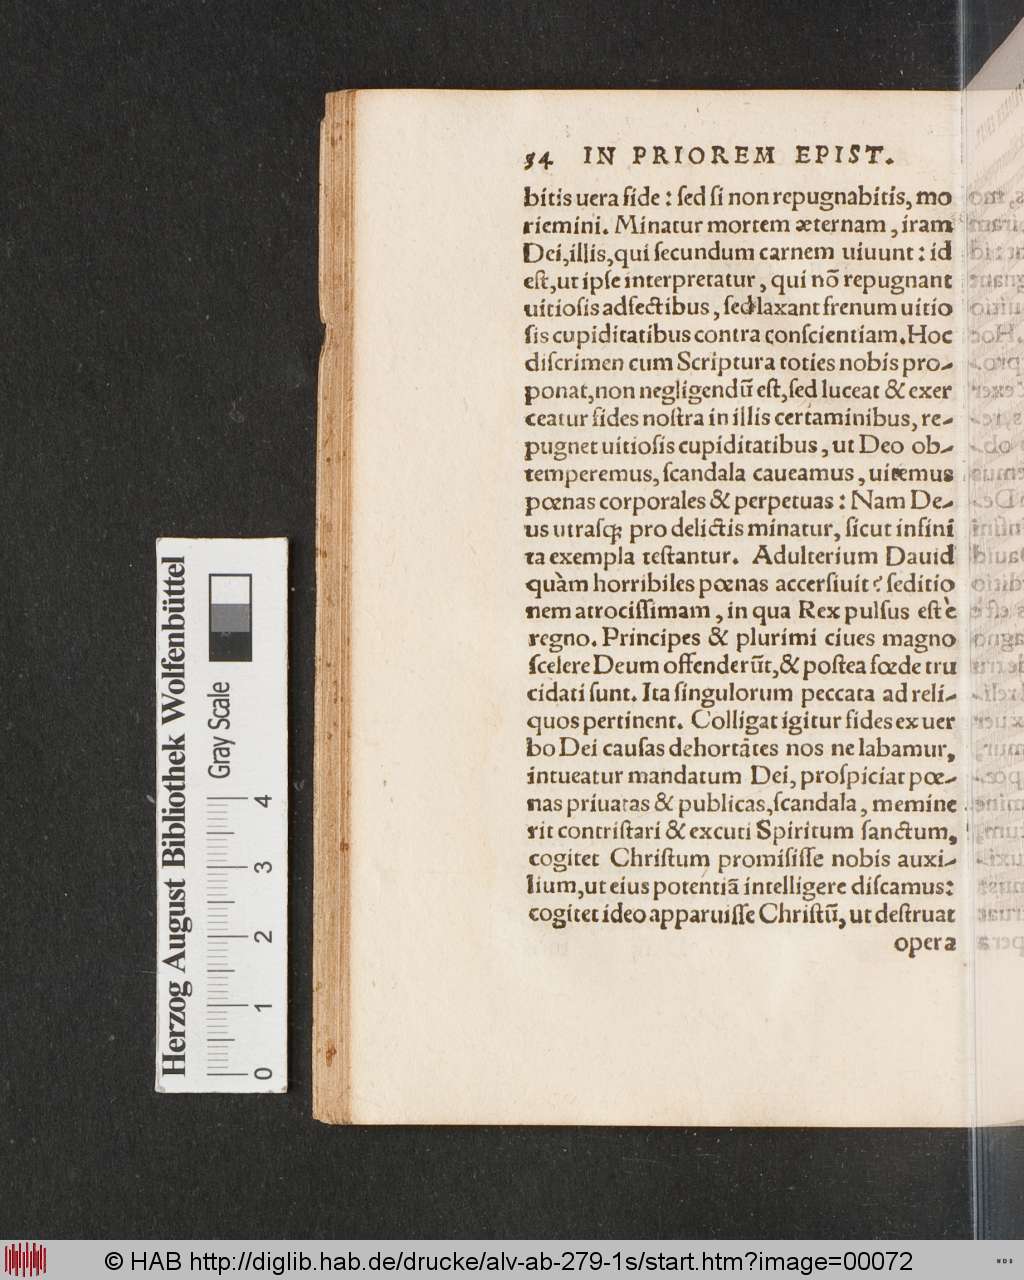 34 IN PRIOREM EPIST.
bitis uera fide : ſed ſi non repugnabitis, mo
riemini. Minatur mortem æternam, iram
Dei, illis, qui ſecundum carnem uiuunt : id
eſt, ut ipſe interpretatur, qui nõ repugnant
uitioſis adfectibus, ſed laxant frenum uitio
ſis cupiditatibus contra conſcientiam. Hoc
diſcrimen cum Scriptura toties nobis pro-
ponat, non negligendũ eſt, ſed luceat & exer
ceatur fides noſtra in illis certaminibus, re-
pugnet uitioſis cupiditatibus, ut Deo ob-
temperemus, ſcandala caueamus, uitemus
pœnas corporales & perpetuas : Nam De-
us utraſqꝫ pro delictis minatur, ſicut infini
ta exempla teſtantur. Adulterium Dauid
quàm horribiles pœnas accerſiuit? ſeditio
nem atrociſſimam, in qua Rex pulſus eſt è
regno. Principes & plurimi ciues magno
ſcelere Deum offenderũt, & poſtea fœde tru
cidati ſunt. Ita ſingulorum peccata ad reli-
quos pertinent. Colligat igitur fides ex uer
bo Dei cauſas dehortãtes nos ne labamur,
intueatur mandatum Dei, proſpiciat pœ-
nas priuatas & publicas, ſcandala, memine
rit contriſtari & excuti Spiritum ſanctum,
cogitet Chriſtum promiſiſſe nobis auxi-
lium, ut eius potentiã intelligere diſcamus:
cogitet ideo apparuiſſe Chriſtũ, ut deſtruat
opera
Herzog August Bibliothek Wolfenbüttel
Gray Scale
0 1 2 3 4
© HAB http://diglib.hab.de/drucke/alv-ab-279-1s/start.htm?image=00072